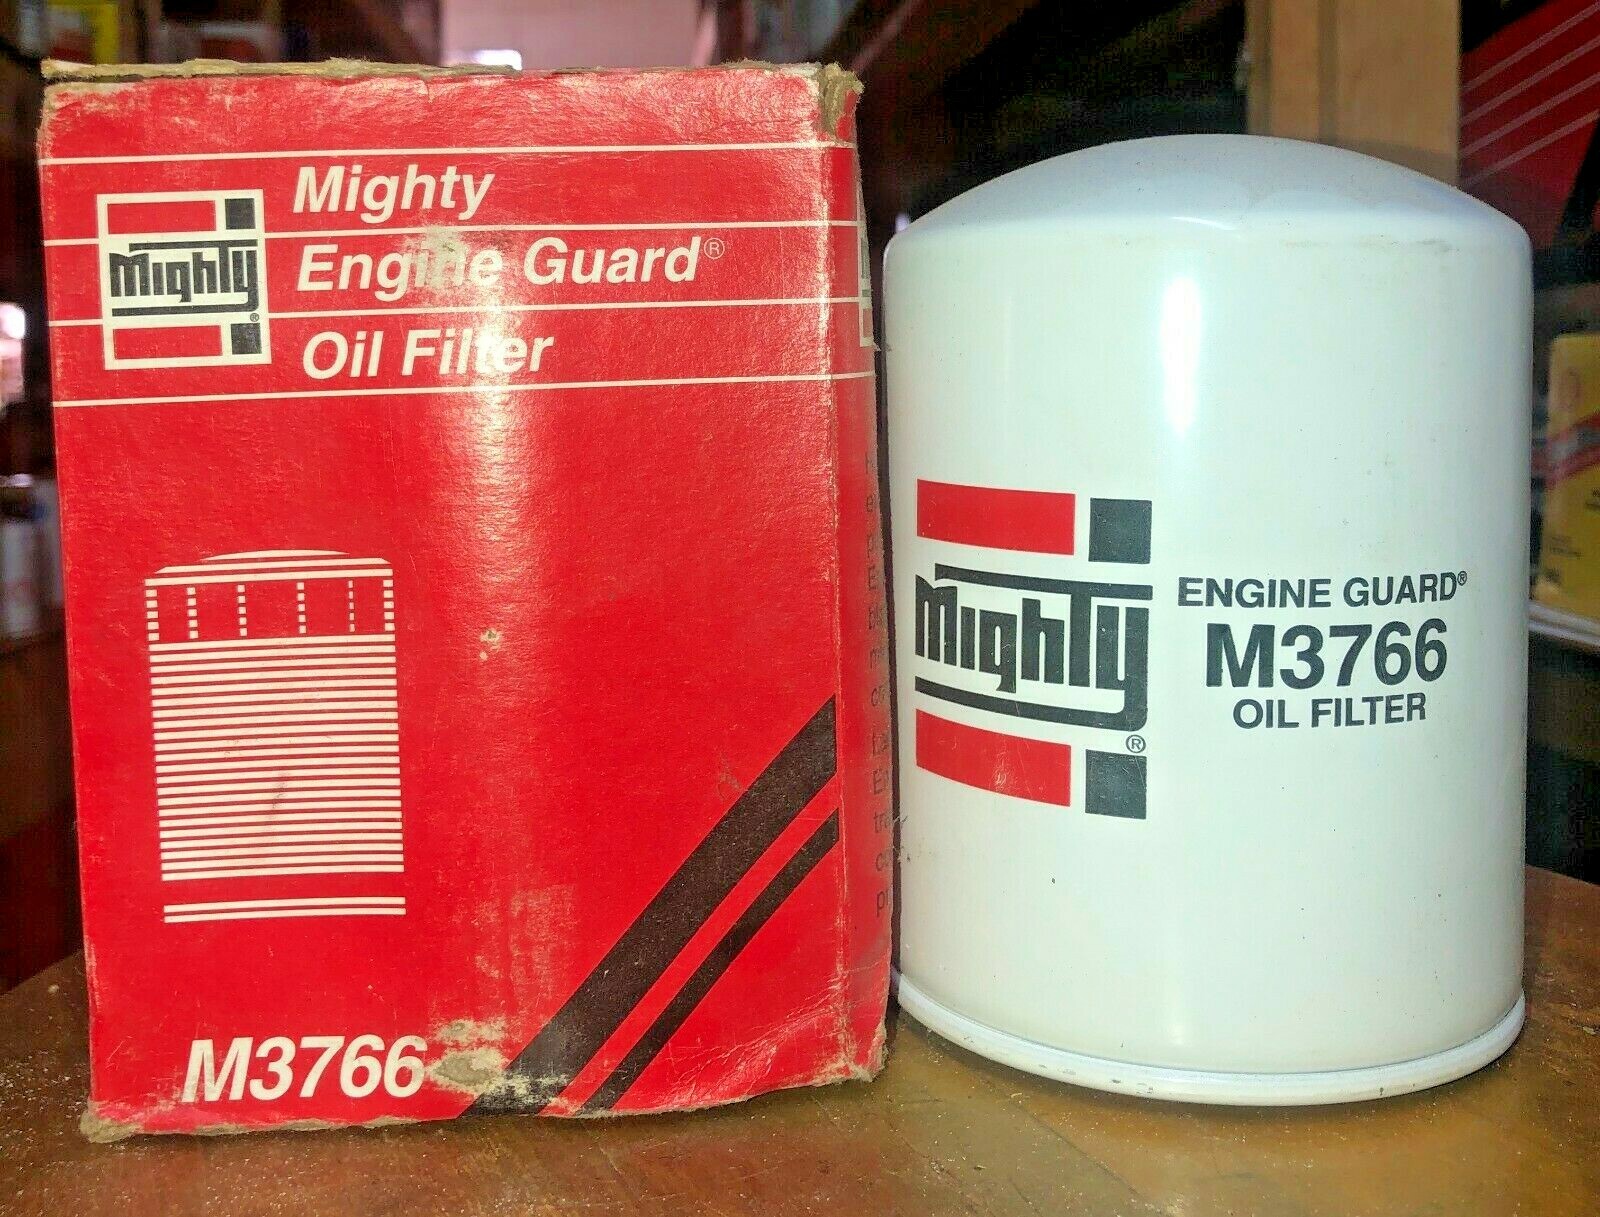 Mighty
Mighty
Engine Guard®
Oil Filter
M3766
Mighty®
ENGINE GUARD®
M3766
OIL FILTER